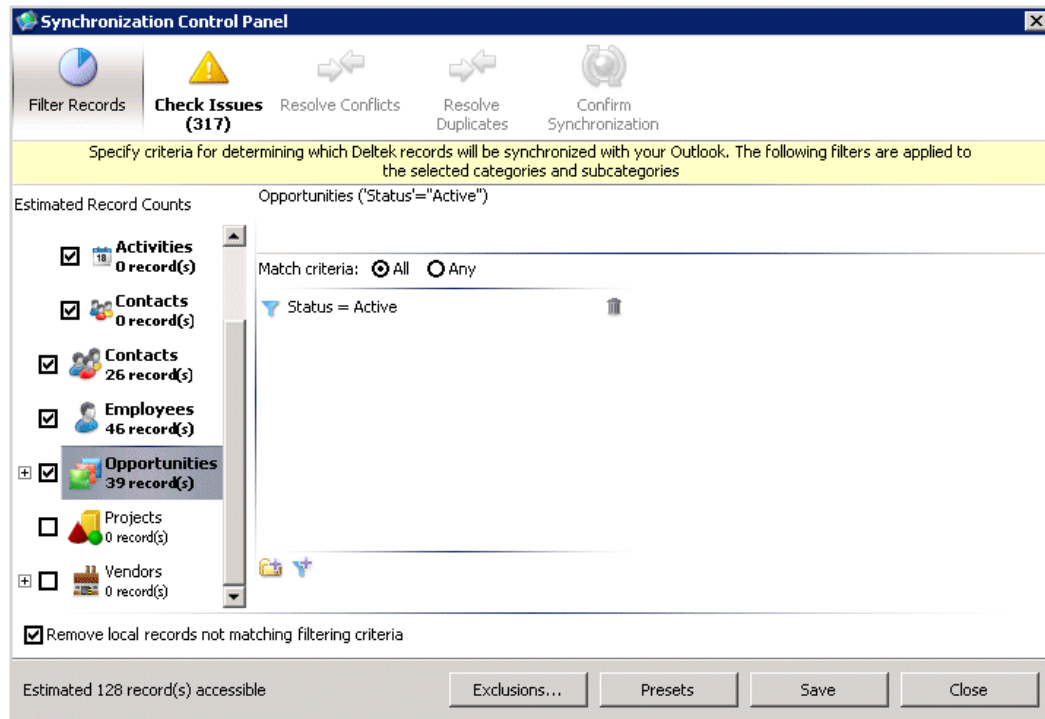 Synchronization Control Panel
Filter Records
Check Issues
(317)
Resolve Conflicts
Resolve
Duplicates
Confirm
Synchronization
Specify criteria for determining which Deltek records will be synchronized with your Outlook. The following filters are applied to
the selected categories and subcategories
Estimated Record Counts
Opportunities ('Status'="Active")
18
Activities
0 record(s)
Contacts
0 record(s)
Contacts
26 record(s)
Employees
46 record(s)
Opportunities
39 record(s)
Projects
0 record(s)
Vendors
0 record(s)
Match criteria: All Any
Status = Active
Remove local records not matching filtering criteria
Estimated 128 record(s) accessible
Exclusions...
Presets
Save
Close